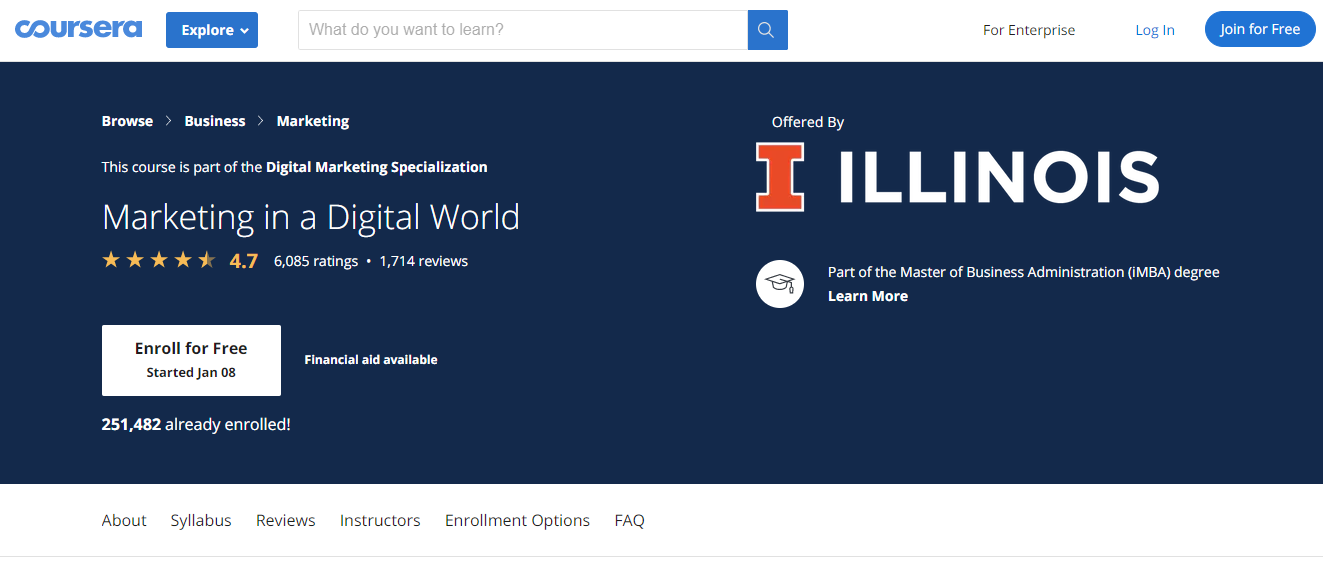 coursera
Explore
What do you want to learn?
For Enterprise
Log In
Join for Free
Browse > Business > Marketing
This course is part of the Digital Marketing Specialization
Marketing in a Digital World
4.7 6,085 ratings • 1,714 reviews
Enroll for Free
Started Jan 08
Financial aid available
251,482 already enrolled!
Offered By
I ILLINOIS
Part of the Master of Business Administration (iMBA) degree
Learn More
About Syllabus Reviews Instructors Enrollment Options FAQ